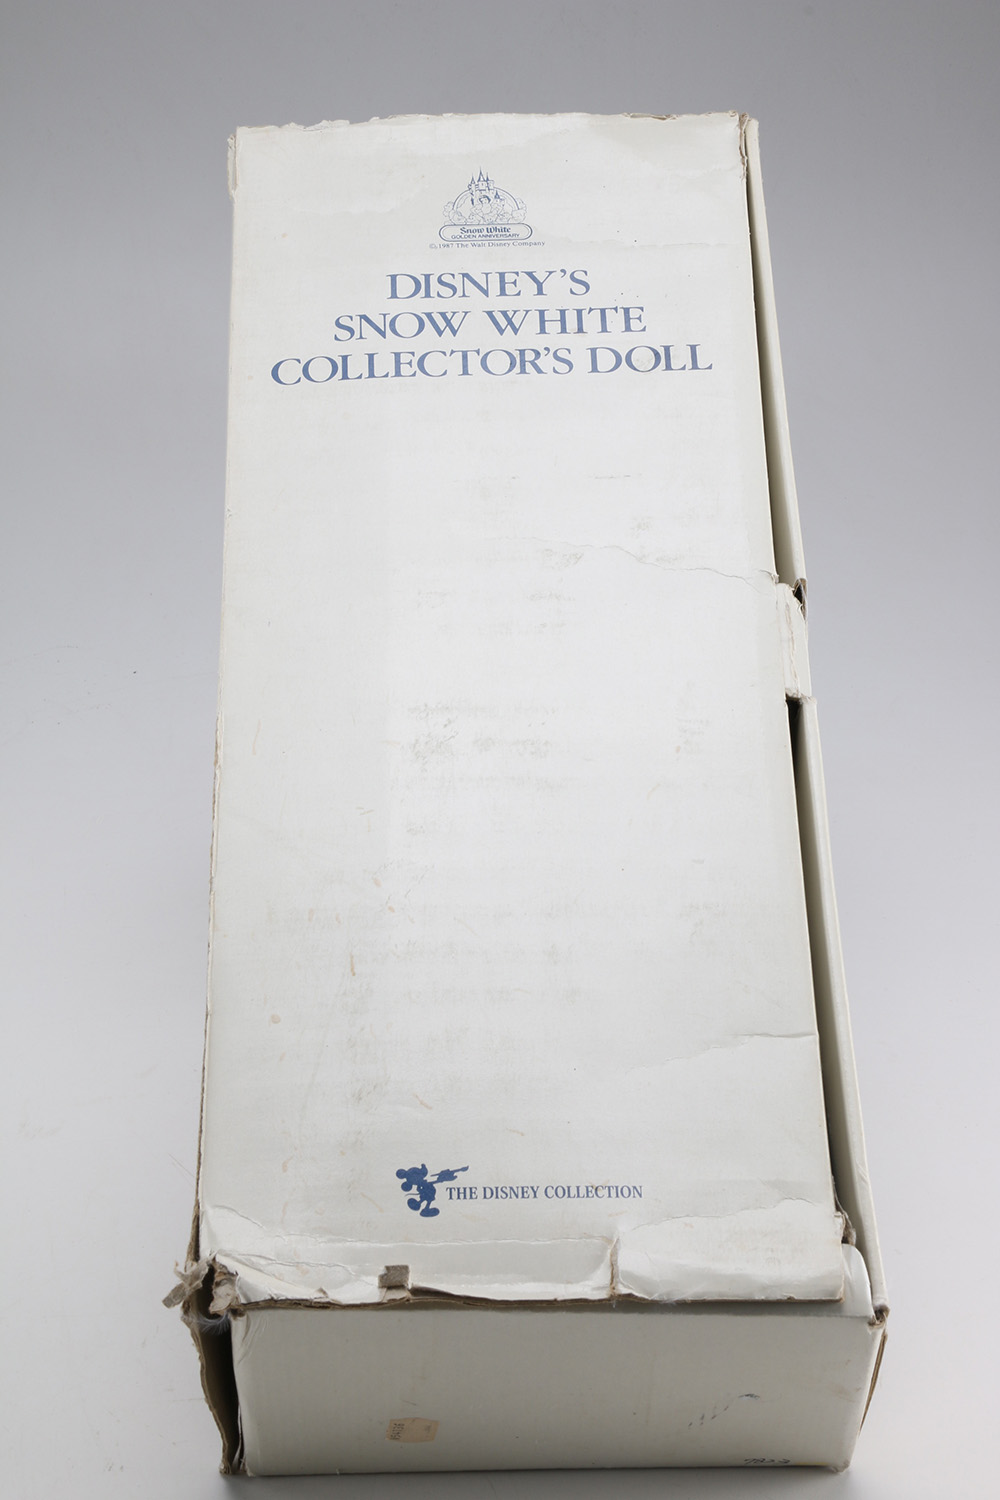 Snow White
GOLDEN ANNIVERSARY
© 1987 The Walt Disney Company
DISNEY'S
SNOW WHITE
COLLECTOR'S DOLL
THE DISNEY COLLECTION